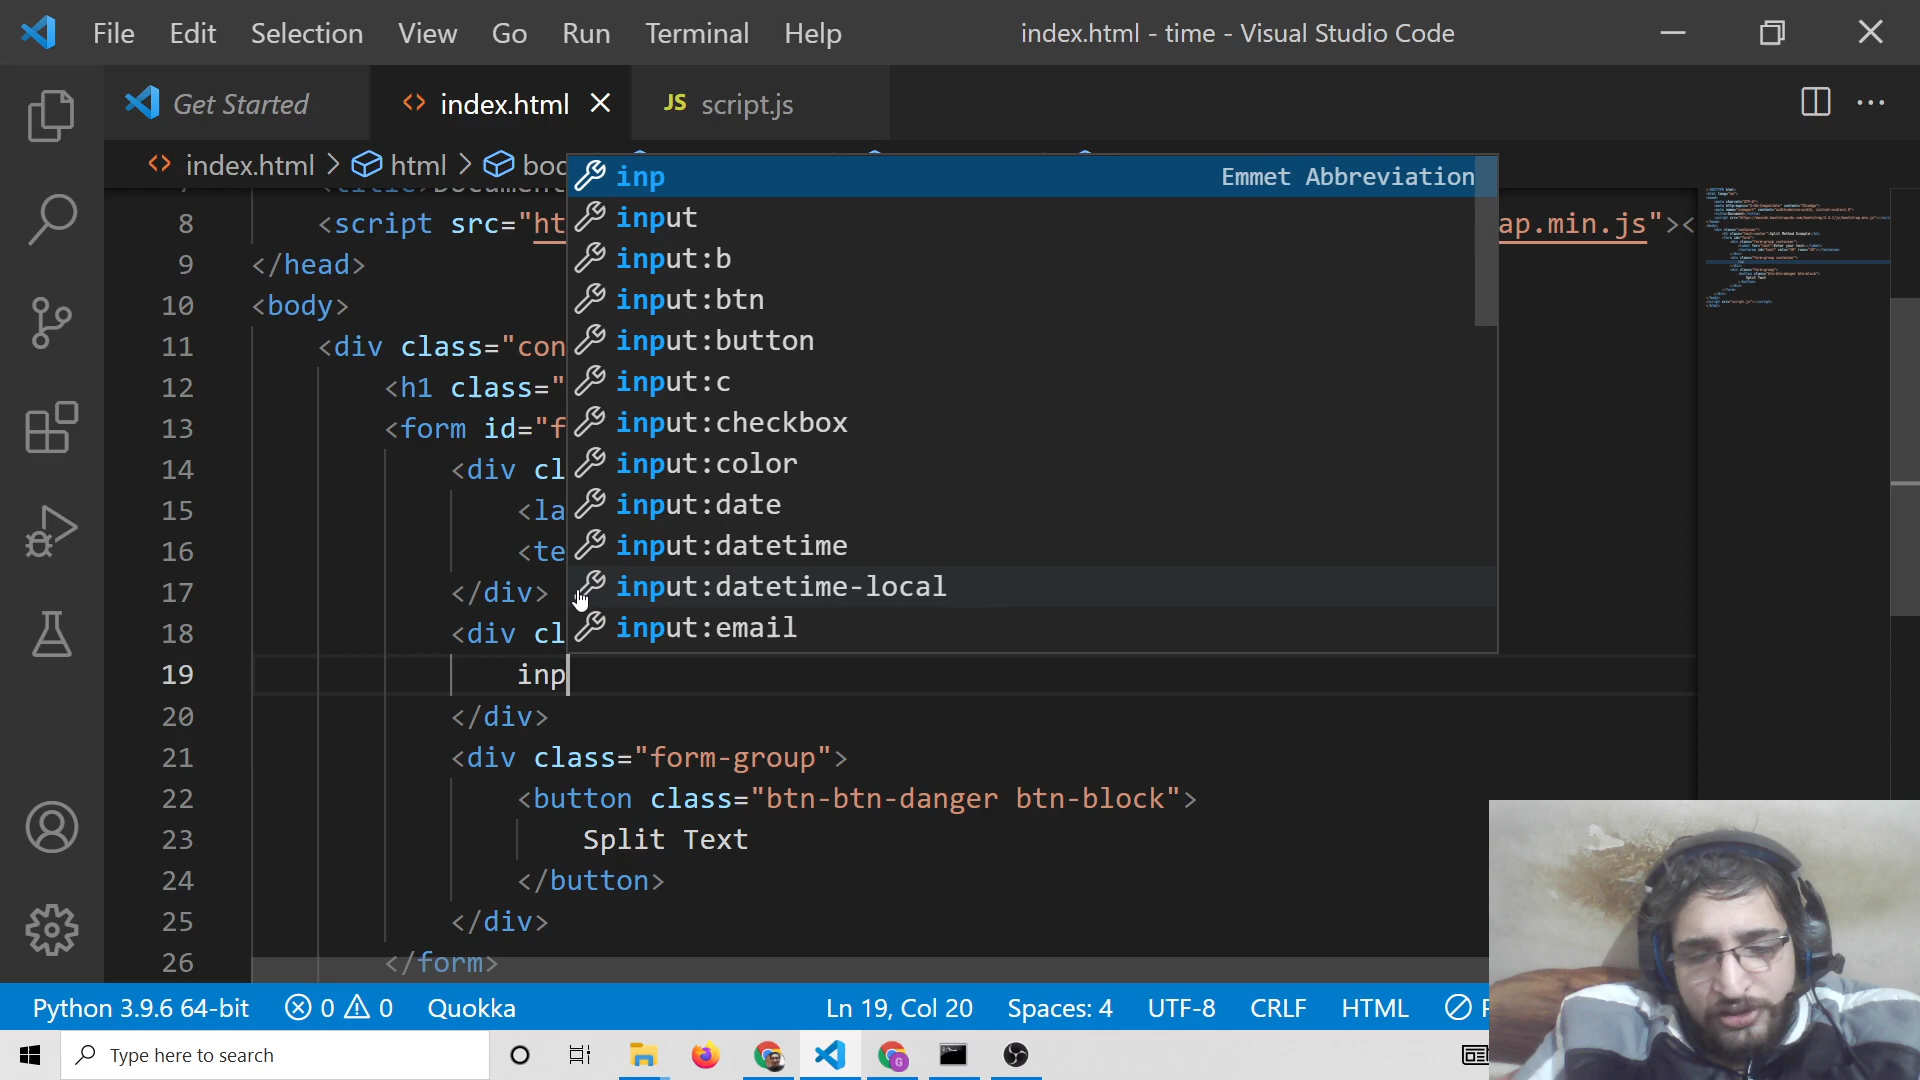 File Edit Selection View Go Run Terminal Help index.html - time - Visual Studio Code
Get Started index.html JS script.js
index.html > html >
8 <script src="ht ap.min.js"><
9 </head>
10 <body>
11 <div class="con
12 <h1 class="
13 <form id="f
14 <div cl
15 <la
16 <te
17 </div>
18 <div cl
19 inp
20 </div>
21 <div class="form-group">
22 <button class="btn-btn-danger btn-block">
23 Split Text
24 </button>
25 </div>
26 </form>
inp Emmet Abbreviation
input
input:b
input:btn
input:button
input:c
input:checkbox
input:color
input:date
input:datetime
input:datetime-local
input:email
Python 3.9.6 64-bit 0 0 Quokka Ln 19, Col 20 Spaces: 4 UTF-8 CRLF HTML
Type here to search